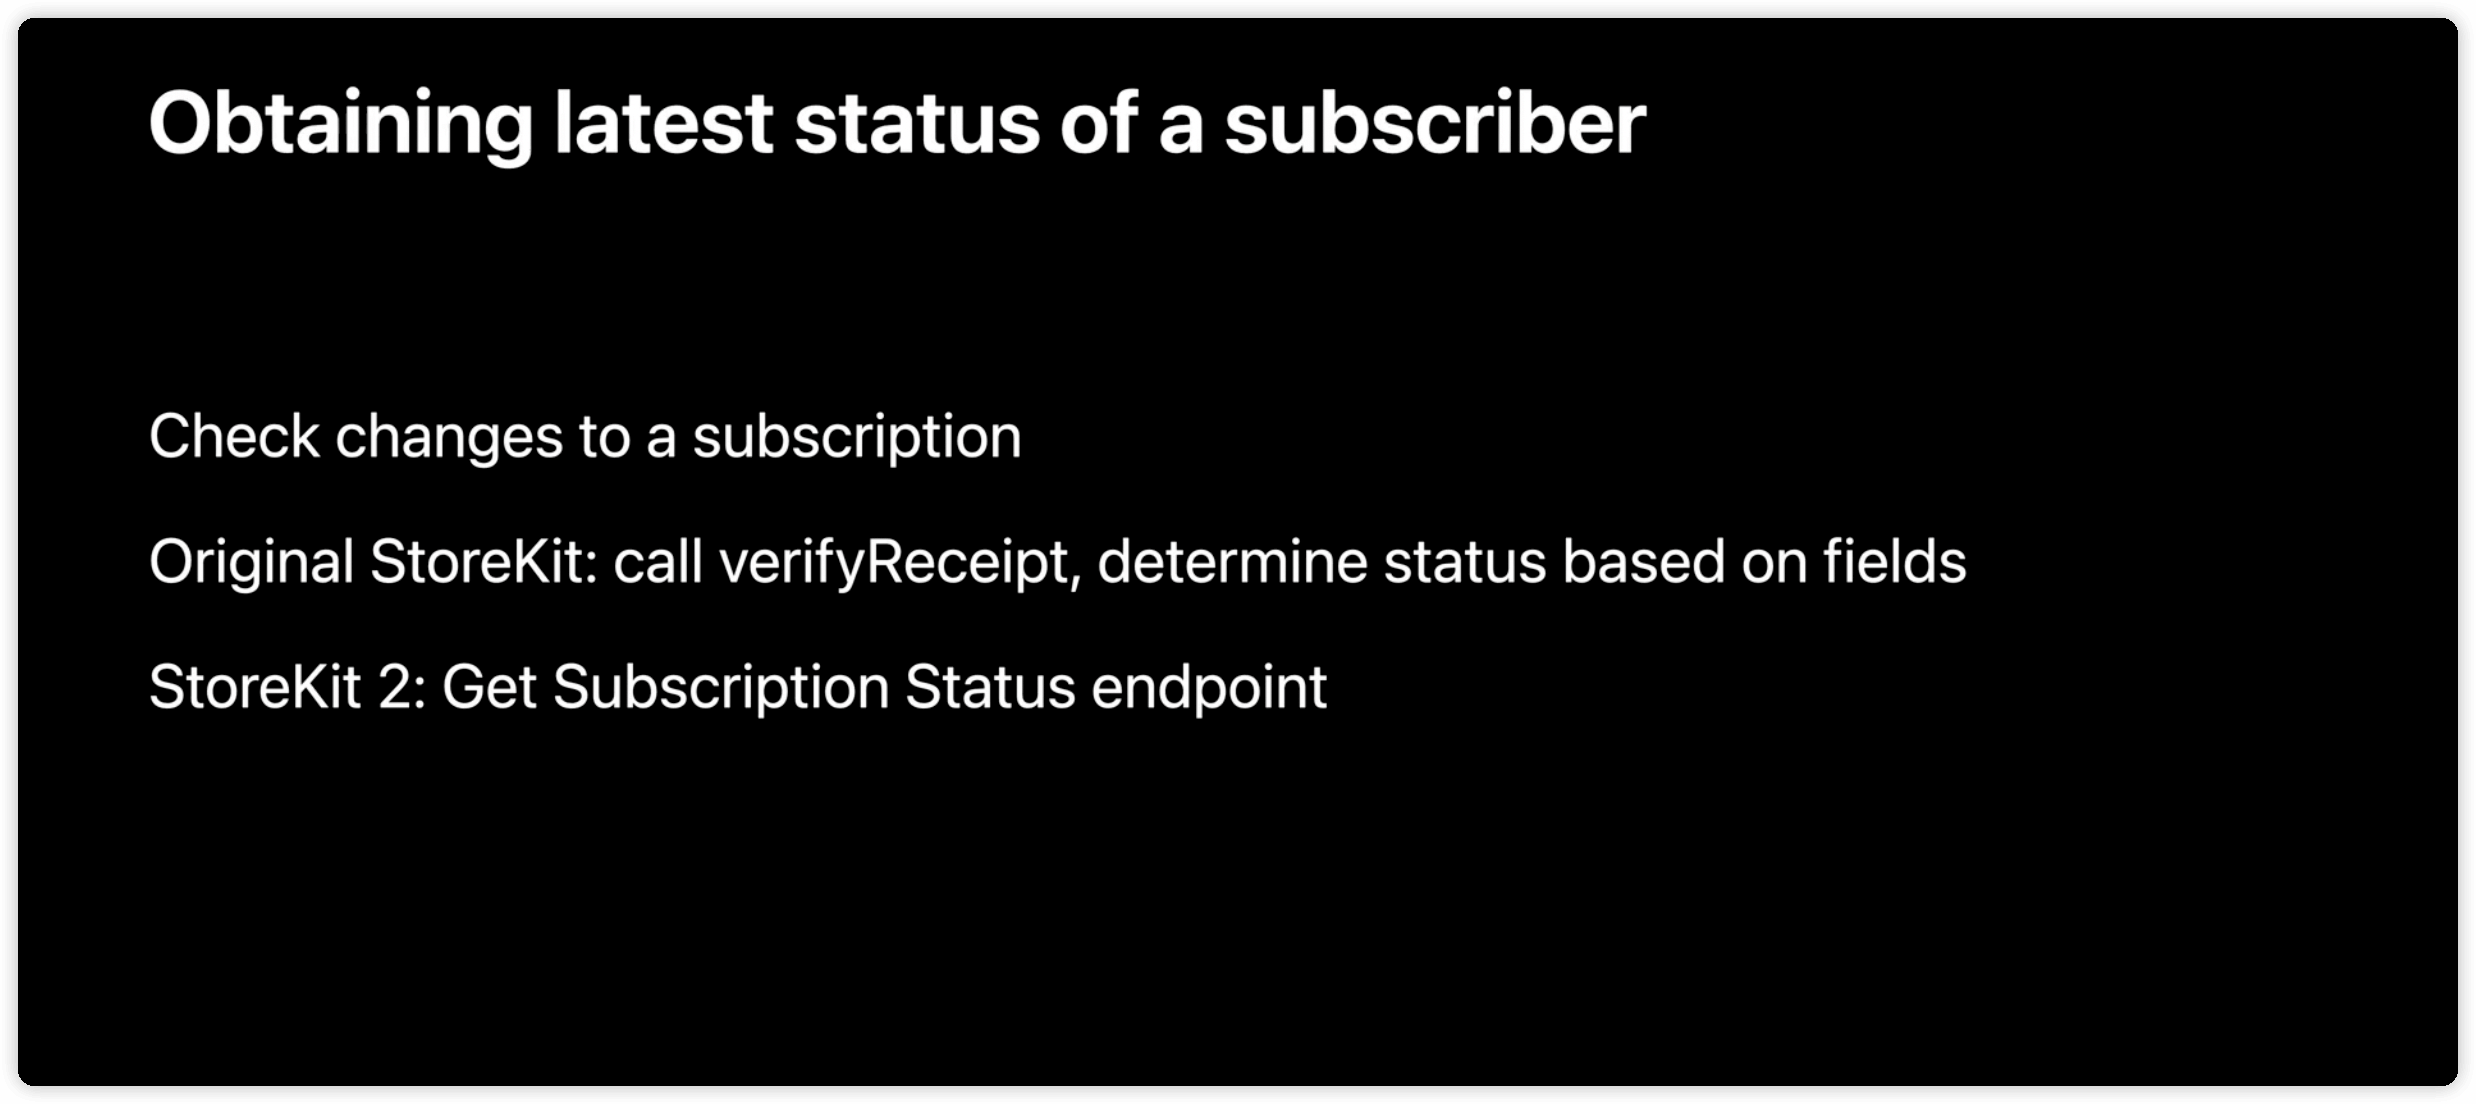 Obtaining latest status of a subscriber
Check changes to a subscription
Original StoreKit: call verifyReceipt, determine status based on fields
StoreKit 2: Get Subscription Status endpoint